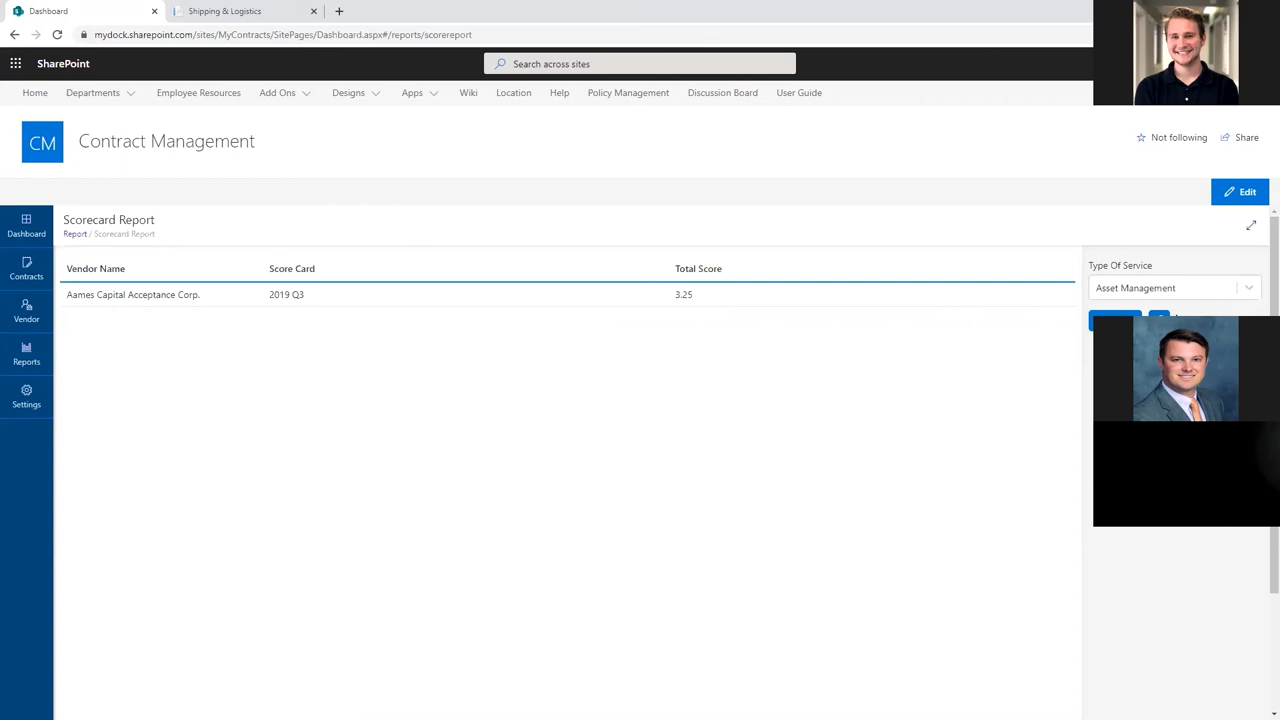 Dashboard
Shipping & Logistics
mydock.sharepoint.com/sites/MyContracts/SitePages/Dashboard.aspx#/reports/scorereport
SharePoint
Search across sites
Home Departments Employee Resources Add Ons Designs Apps Wiki Location Help Policy Management Discussion Board User Guide
CM Contract Management
Not following Share
Edit
Dashboard
Contracts
Vendor
Reports
Settings
Scorecard Report
Report / Scorecard Report
Vendor Name Score Card Total Score
Aames Capital Acceptance Corp. 2019 Q3 3.25
Type Of Service
Asset Management